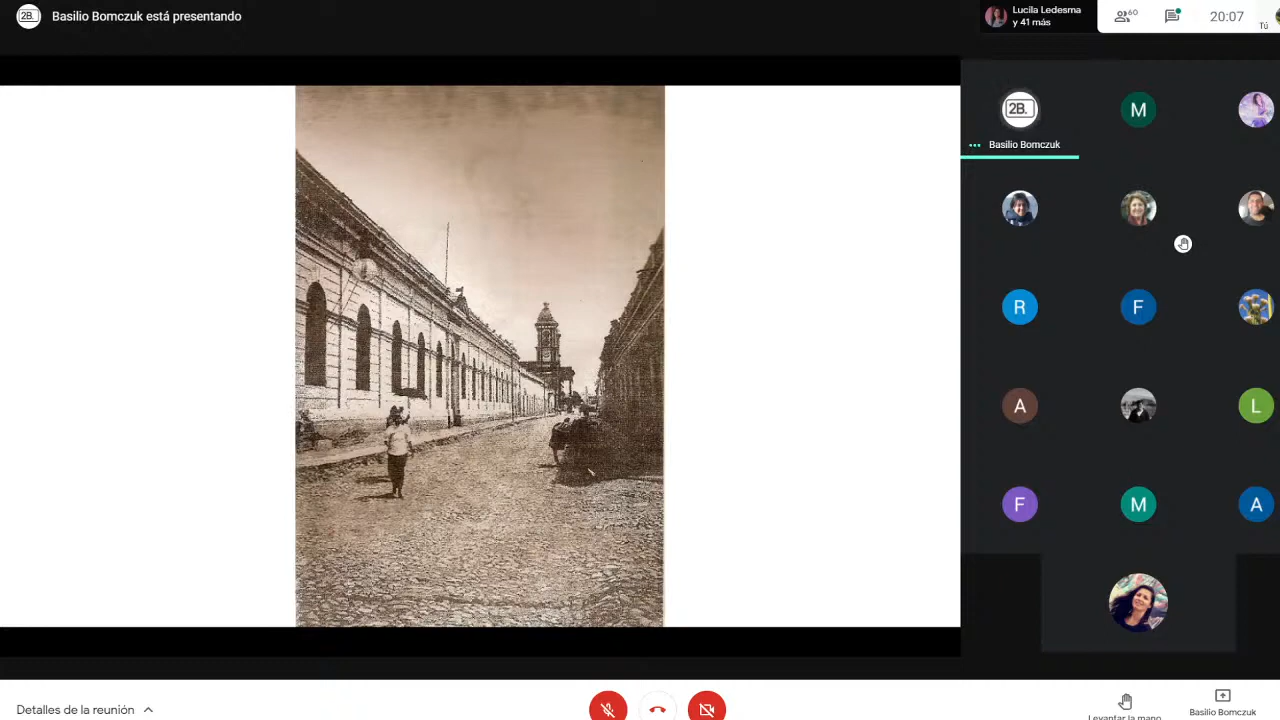 2B. Basilio Bomczuk está presentando
Lucila Ledesma
y 41 más
60
20:07
Tú
2B.
M
Basilio Bomczuk
R
F
A
L
F
M
A
Detalles de la reunión
Levantar la mano
Basilio Bomczuk